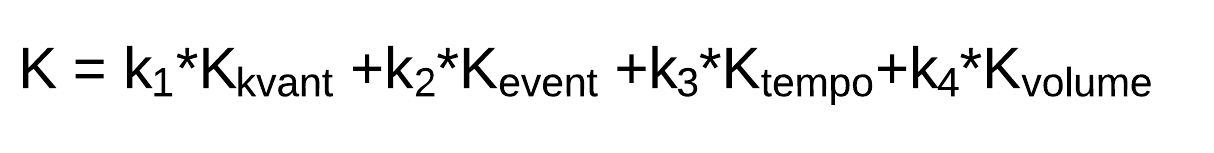 K = k₁*Kkvant +k₂*Kevent +k₃*Ktempo+k₄*Kvolume